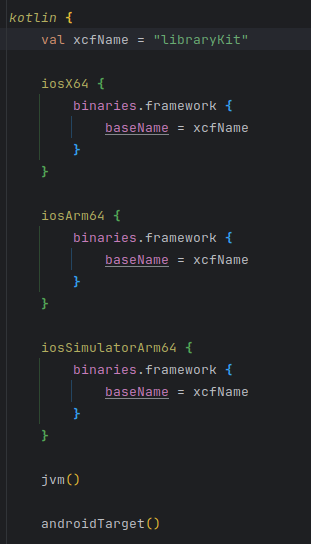 kotlin {
val xcfName = "libraryKit"
iosX64 {
binaries.framework {
baseName = xcfName
}
}
iosArm64 {
binaries.framework {
baseName = xcfName
}
}
iosSimulatorArm64 {
binaries.framework {
baseName = xcfName
}
}
jvm()
androidTarget()